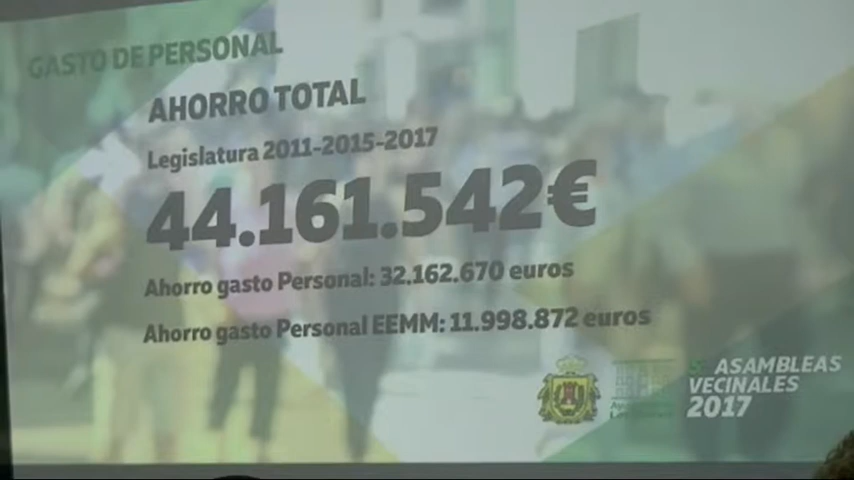 GASTO DE PERSONAL
AHORRO TOTAL
Legislatura 2011-2015-2017
44.161.542€
Ahorro gasto Personal: 32.162.670 euros
Ahorro gasto Personal EEMM: 11.998.872 euros
ASAMBLEAS
VECINALES
2017